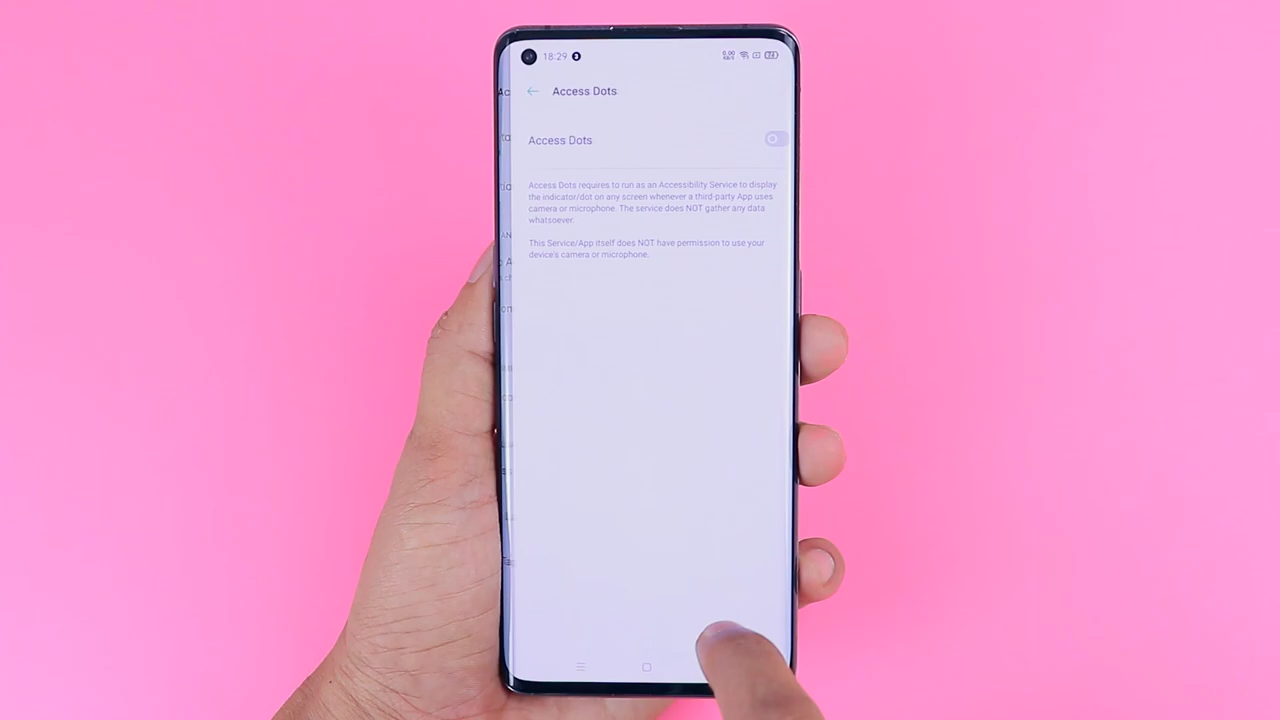 18:29
Access Dots
Access Dots
Access Dots requires to run as an Accessibility Service to display
the indicator/dot on any screen whenever a third-party App uses
camera or microphone. The service does NOT gather any data
whatsoever.
This Service/App itself does NOT have permission to use your
device's camera or microphone.